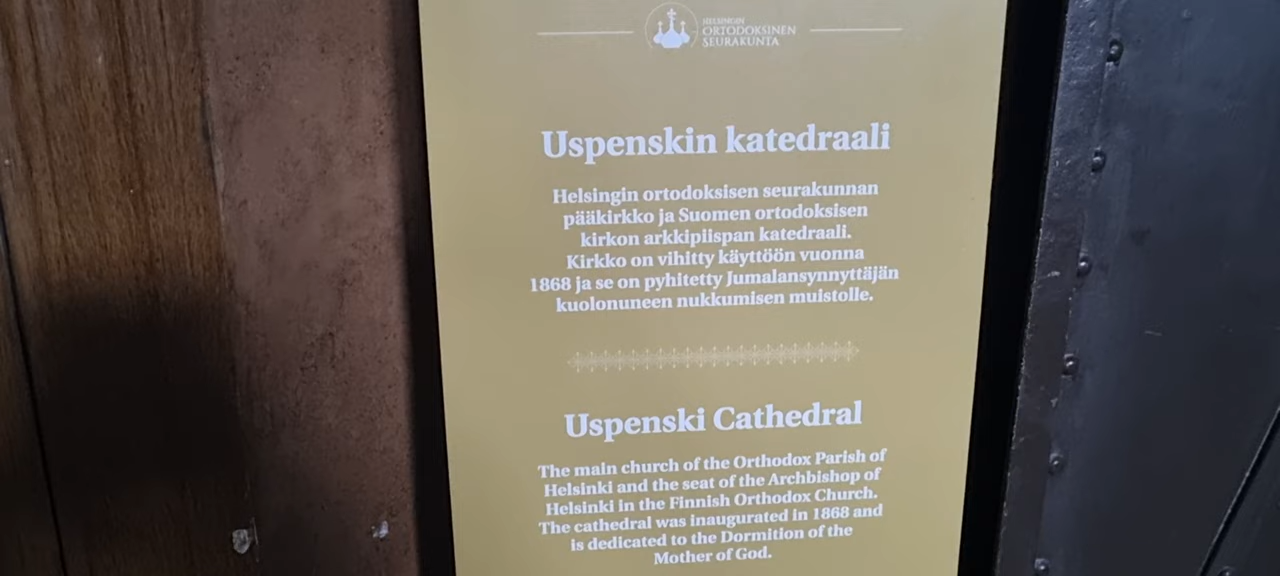 HELSINGIN
ORTODOKSINEN
SEURAKUNTA
Uspenskin katedraali
Helsingin ortodoksisen seurakunnan
pääkirkko ja Suomen ortodoksisen
kirkon arkkipiispan katedraali.
Kirkko on vihitty käyttöön vuonna
1868 ja se on pyhitetty Jumalansynnyttäjän
kuolonuneen nukkumisen muistolle.
Uspenski Cathedral
The main church of the Orthodox Parish of
Helsinki and the seat of the Archbishop of
Helsinki in the Finnish Orthodox Church.
The cathedral was inaugurated in 1868 and
is dedicated to the Dormition of the
Mother of God.